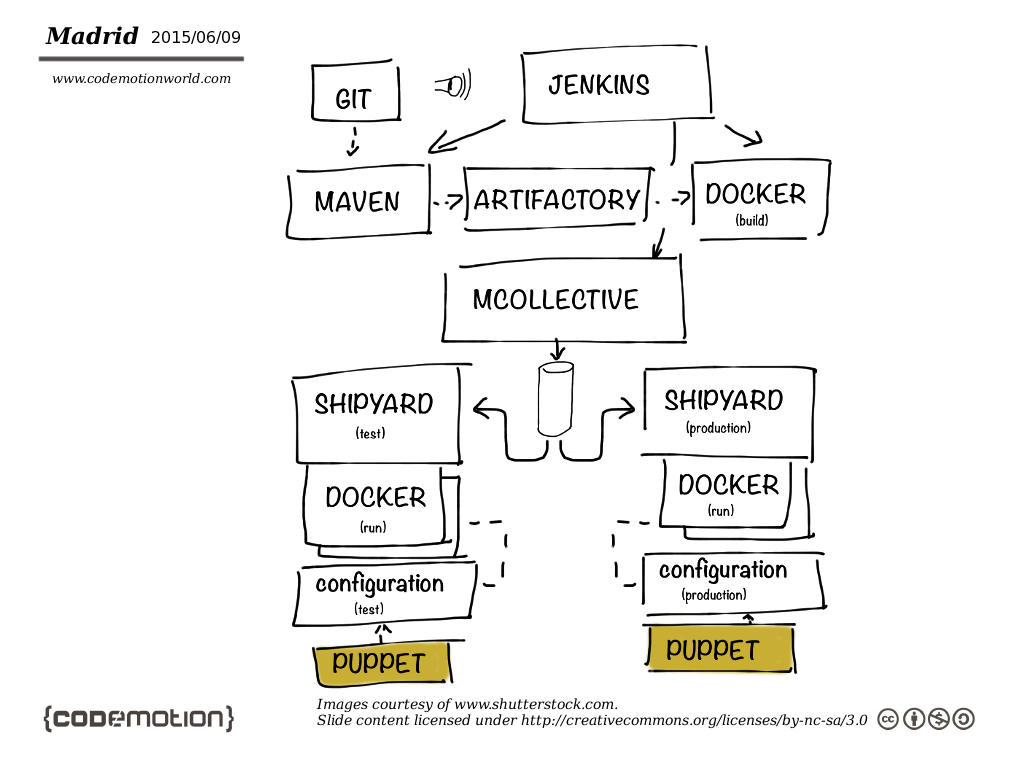 Madrid 2015/06/09
www.codemotionworld.com
GIT
JENKINS
MAVEN
ARTIFACTORY
DOCKER
(build)
MCOLLECTIVE
SHIPYARD
(test)
SHIPYARD
(production)
DOCKER
(run)
DOCKER
(run)
configuration
(test)
configuration
(production)
PUPPET
PUPPET
{CODEMOTION}
Images courtesy of www.shutterstock.com.
Slide content licensed under http://creativecommons.org/licenses/by-nc-sa/3.0
cc